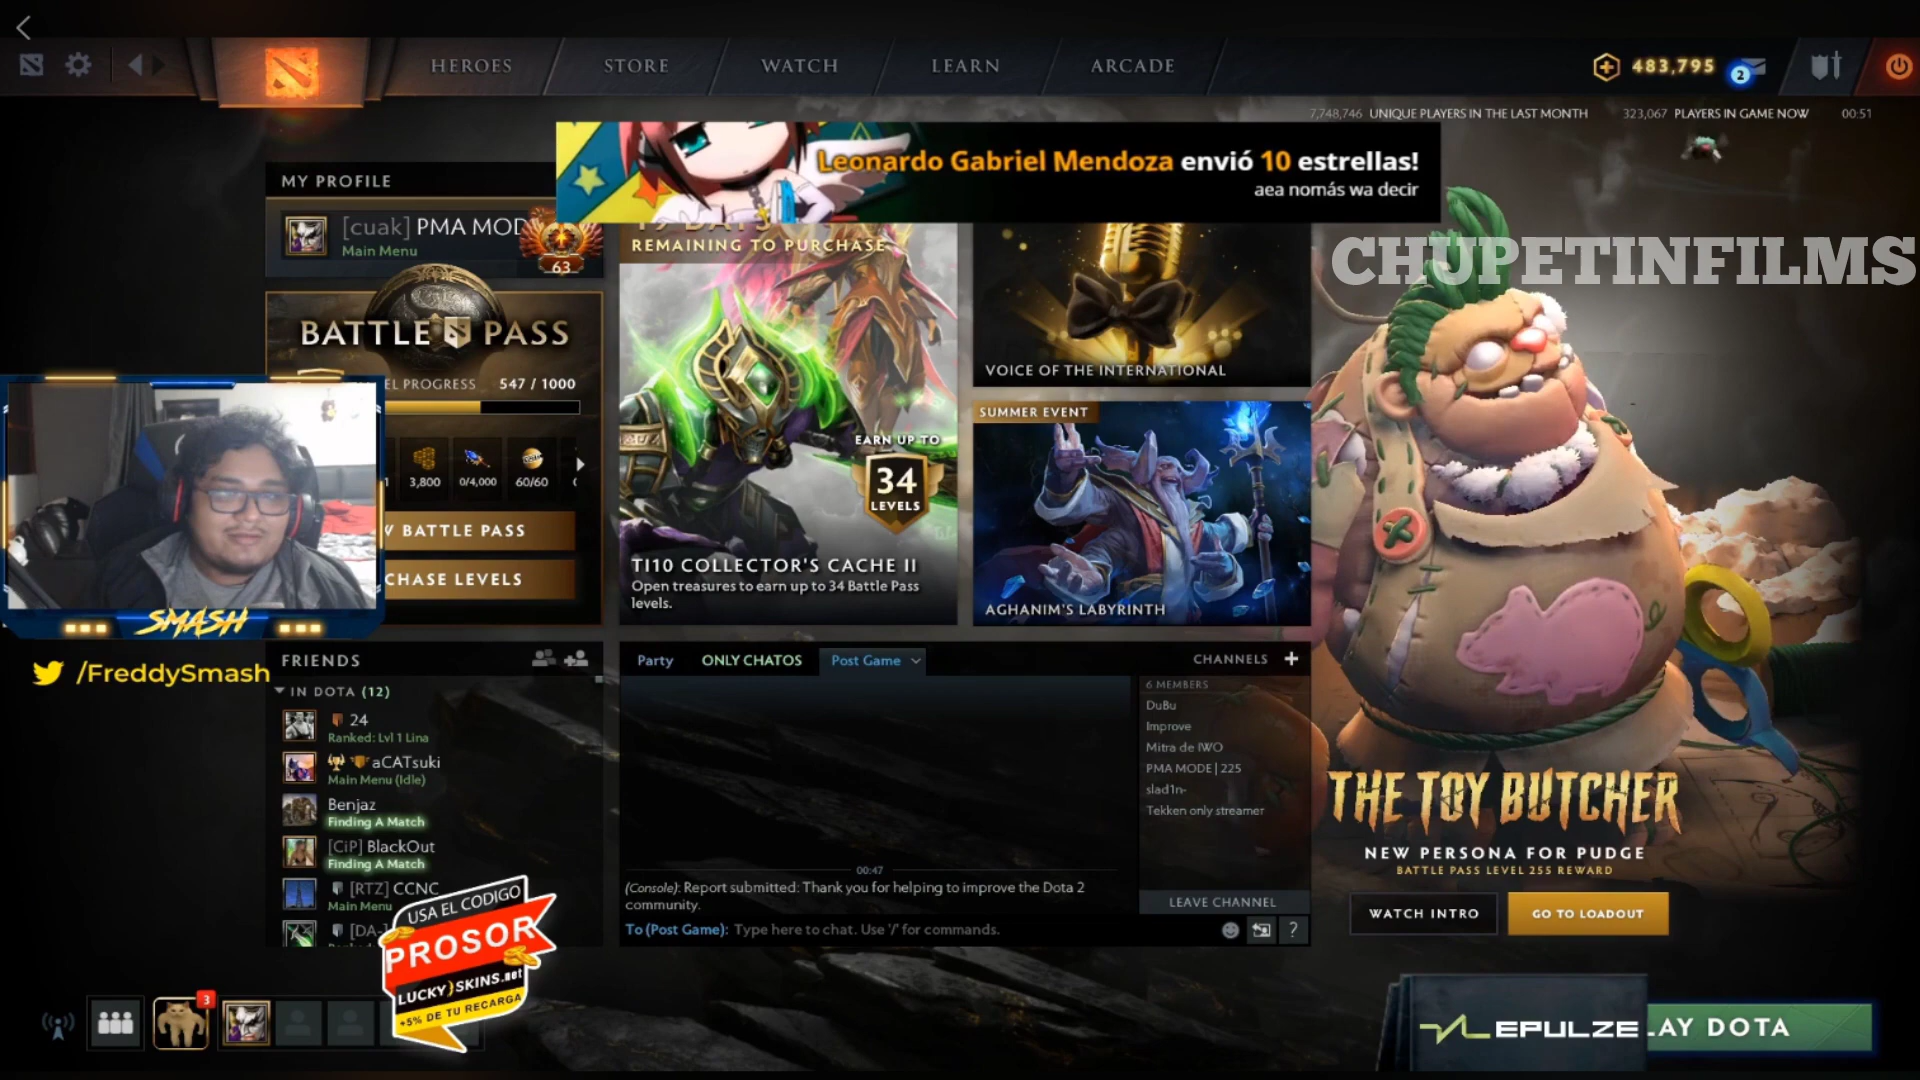 HEROES
STORE
WATCH
LEARN
ARCADE
483,795
2
7,748,746 UNIQUE PLAYERS IN THE LAST MONTH
323,067 PLAYERS IN GAME NOW
00:51
Leonardo Gabriel Mendoza envió 10 estrellas!
aea nomás wa decir
CHUPETINFILMS
MY PROFILE
[cuak] PMA MOD
Main Menu
63
BATTLE PASS
EL PROGRESS 547 / 1000
3,800
0/4,000
60/60
BATTLE PASS
CHASE LEVELS
SMASH
/FreddySmash
REMAINING TO PURCHASE
EARN UP TO
34
LEVELS
TI10 COLLECTOR'S CACHE II
Open treasures to earn up to 34 Battle Pass
levels.
VOICE OF THE INTERNATIONAL
SUMMER EVENT
AGHANIM'S LABYRINTH
FRIENDS
IN DOTA (12)
24
Ranked: Lvl 1 Lina
aCATsuki
Main Menu (Idle)
Benjaz
Finding A Match
[CiP] BlackOut
Finding A Match
[RTZ] CCNC
Main Menu
[DA-
Party
ONLY CHATOS
Post Game
CHANNELS +
6 MEMBERS
DuBu
Improve
Mitra de IWO
PMA MODE | 225
slad1n-
Tekken only streamer
LEAVE CHANNEL
00:47
(Console): Report submitted: Thank you for helping to improve the Dota 2
community.
To (Post Game): Type here to chat. Use '/' for commands.
?
THE TOY BUTCHER
NEW PERSONA FOR PUDGE
BATTLE PASS LEVEL 255 REWARD
WATCH INTRO
GO TO LOADOUT
USA EL CODIGO
PROSOR
LUCKY SKINS.net
+5% DE TU RECARGA
3
EPULZE
LAY DOTA